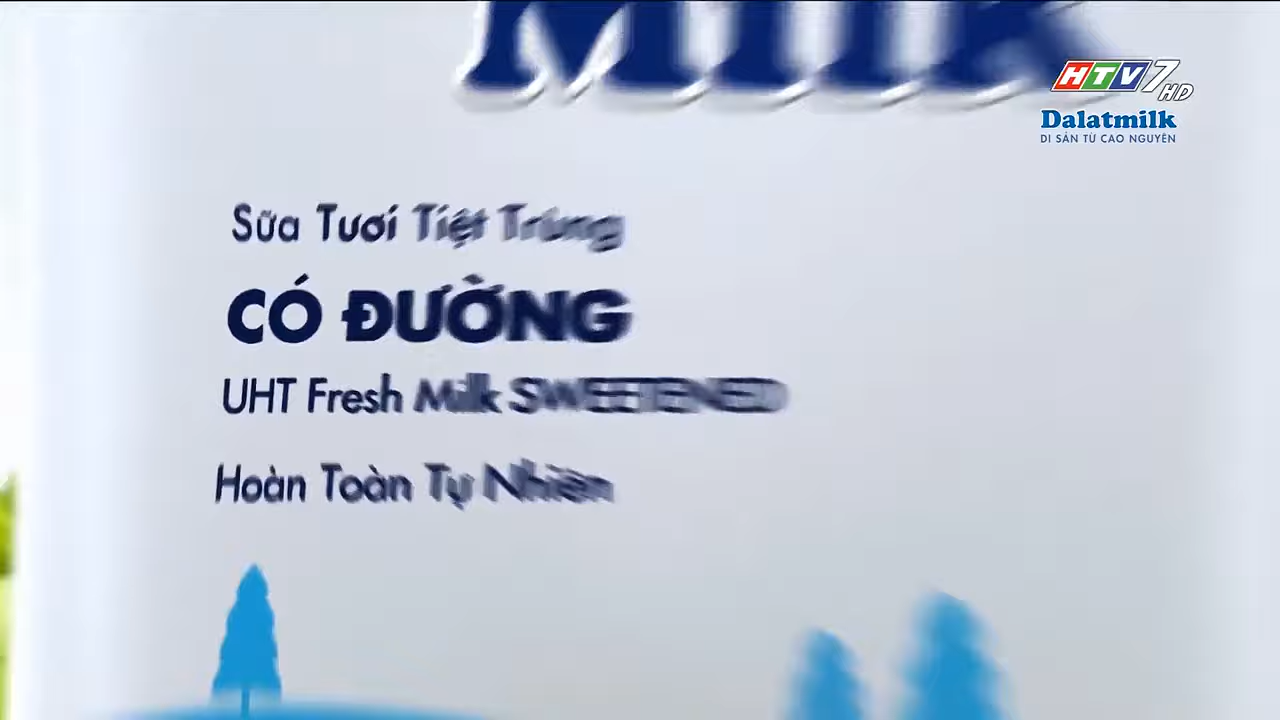 Milk
HTV7
HD
Dalatmilk
DI SẢN TỪ CAO NGUYÊN
Sữa Tươi Tiệt Trùng
CÓ ĐƯỜNG
UHT Fresh Milk SWEETENED
Hoàn Toàn Tự Nhiên